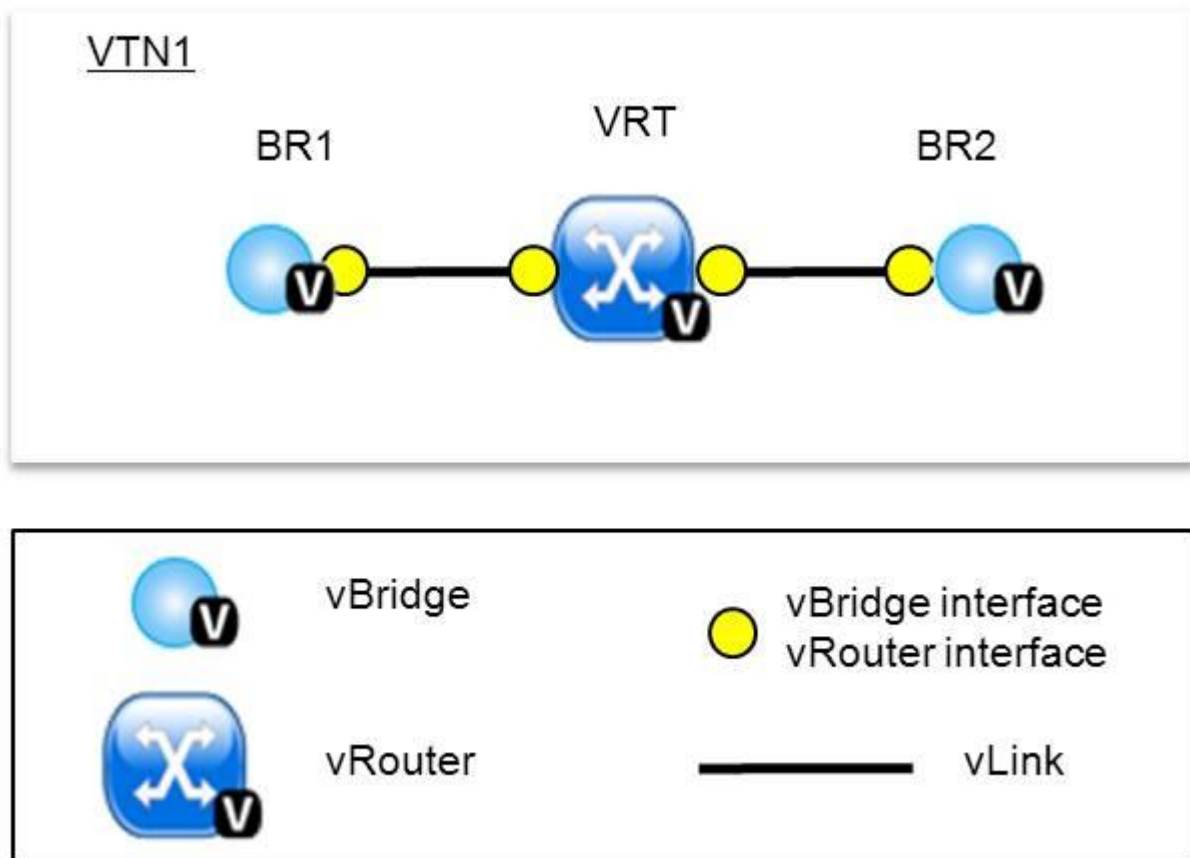 VTN1
BR1
VRT
BR2
V
V
V
vBridge
V
vBridge interface
vRouter interface
vRouter
V
vLink